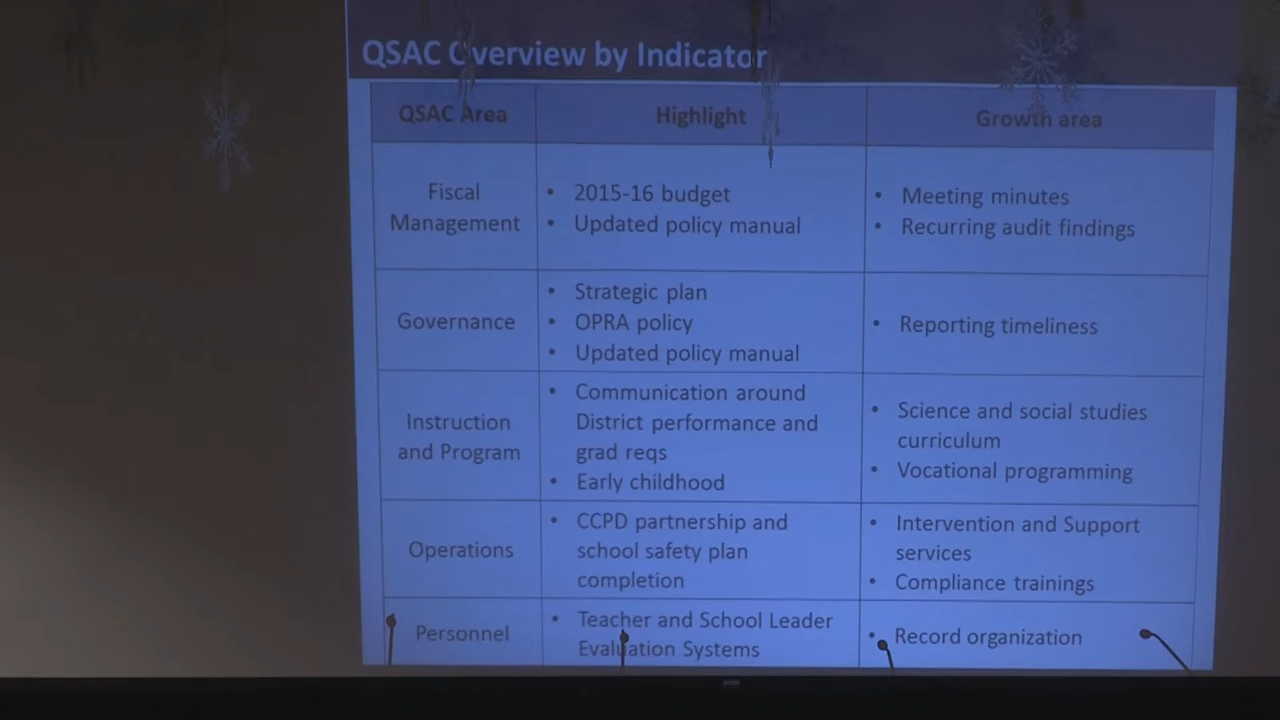 QSAC Overview by Indicator
QSAC Area
Highlight
Growth area
Fiscal
Management
• 2015-16 budget
• Updated policy manual
• Meeting minutes
• Recurring audit findings
Governance
• Strategic plan
• OPRA policy
• Updated policy manual
• Reporting timeliness
Instruction
and Program
• Communication around
District performance and
grad reqs
• Early childhood
• Science and social studies
curriculum
• Vocational programming
Operations
• CCPD partnership and
school safety plan
completion
• Intervention and Support
services
• Compliance trainings
Personnel
• Teacher and School Leader
Evaluation Systems
• Record organization